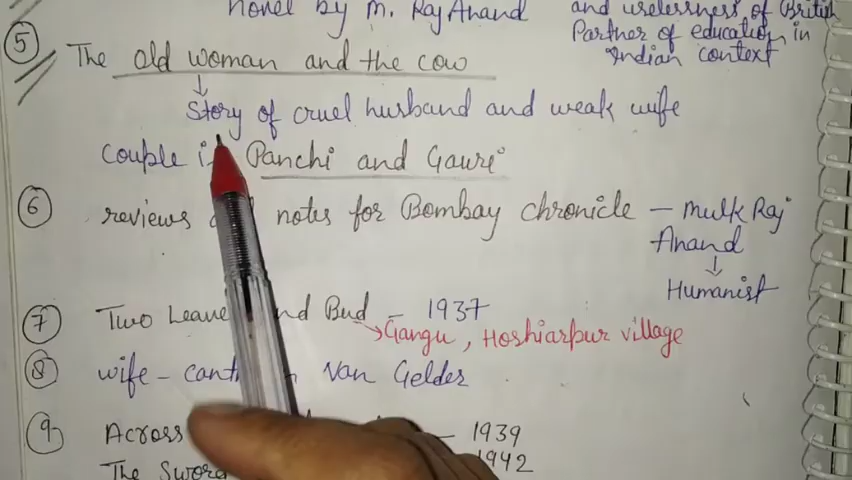 novel by M. Raj Anand
and uselessness of British
Partner of education in
Indian context
5
The old woman and the cow
Story of cruel husband and weak wife
couple Panchi and Gauri
6 reviews notes for Bombay chronicle - Mulk Raj
Anand
Humanist
7 Two Leave nd Bud - 1937
Gangu, Hoshiarpur village
8 wife - Van Gelder
9 Across - 1939
The Sword 1942